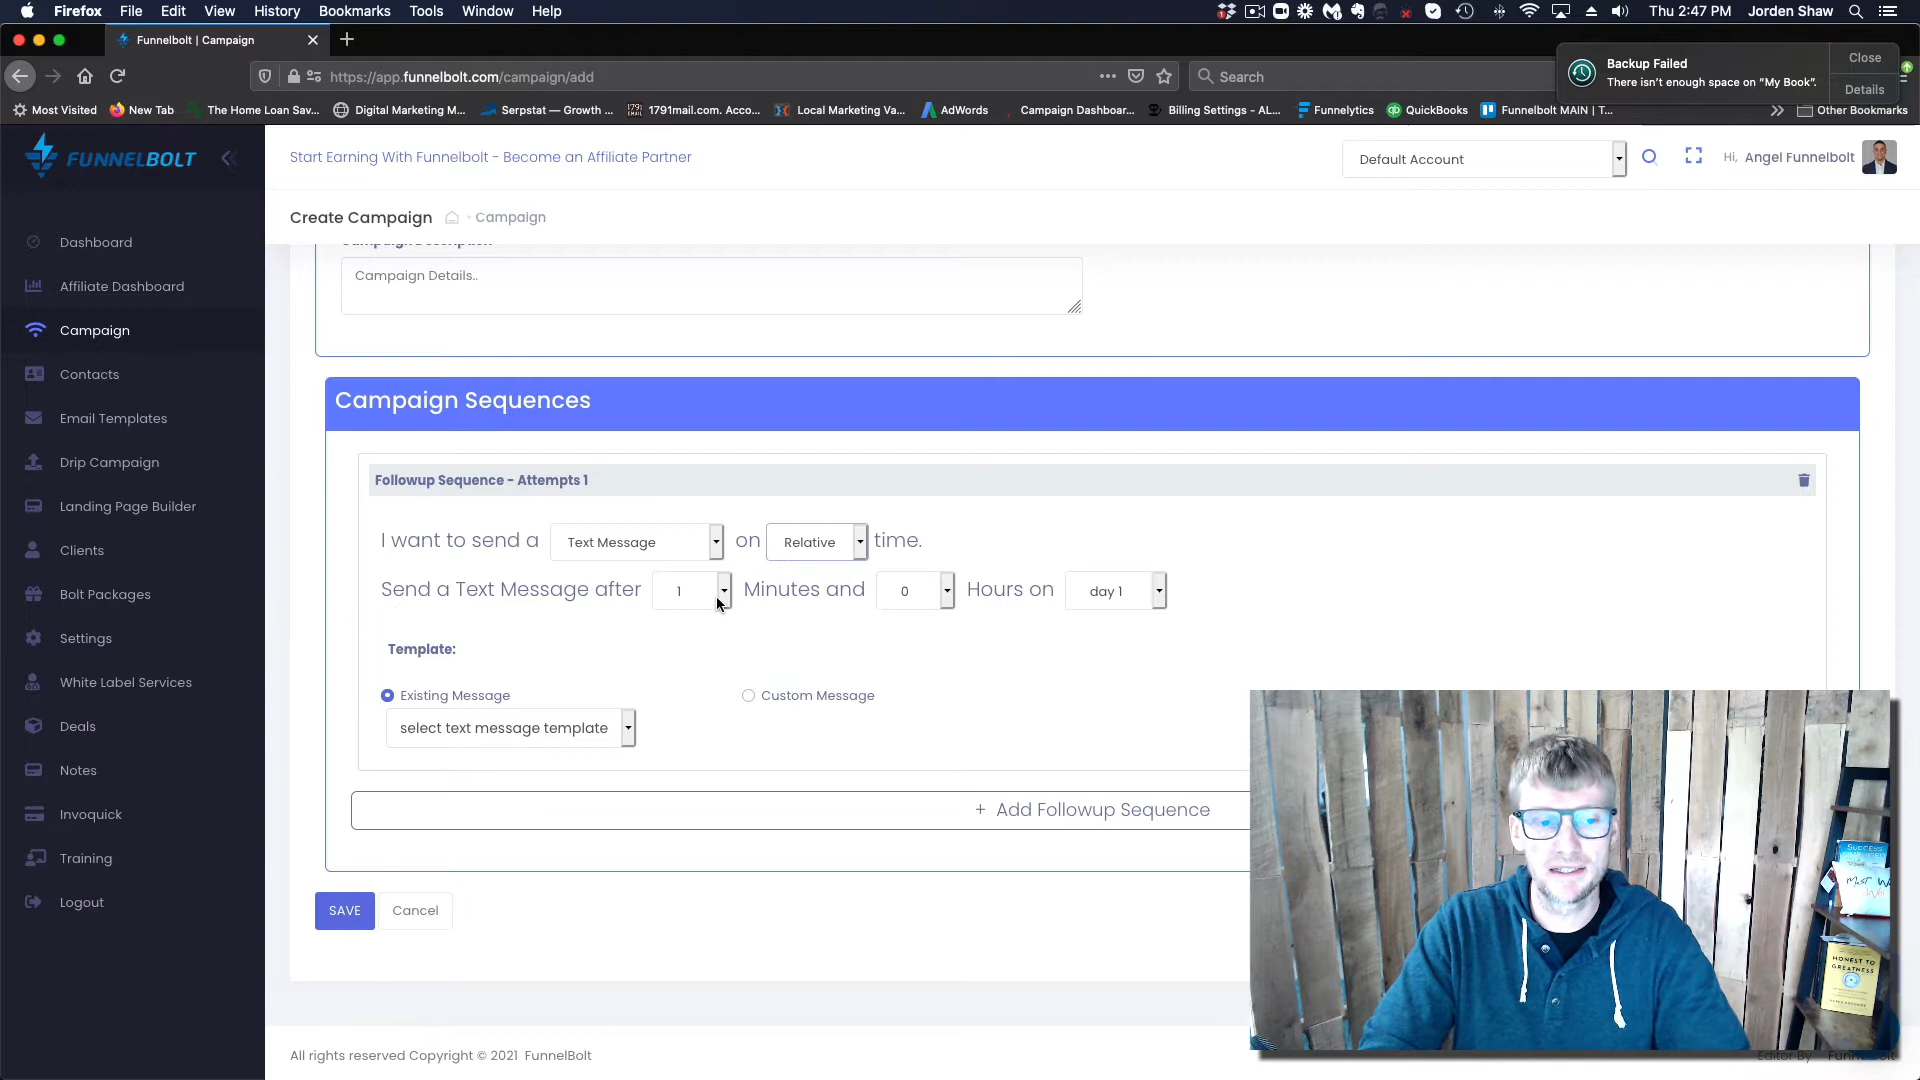 Firefox File Edit View History Bookmarks Tools Window Help Thu 2:47 PM Jorden Shaw
Funnelbolt | Campaign
https://app.funnelbolt.com/campaign/add Search
Backup Failed
There isn't enough space on "My Book".
Close
Details
Most Visited New Tab The Home Loan Sav... Digital Marketing M... Serpstat — Growth ... 1791mail.com. Acco... Local Marketing Va... AdWords Campaign Dashboar... Billing Settings - AL... Funnelytics QuickBooks Funnelbolt MAIN | T... Other Bookmarks
FUNNELBOLT
Start Earning With Funnelbolt - Become an Affiliate Partner
Default Account
Hi, Angel Funnelbolt
Create Campaign • Campaign
Dashboard
Affiliate Dashboard
Campaign
Contacts
Email Templates
Drip Campaign
Landing Page Builder
Clients
Bolt Packages
Settings
White Label Services
Deals
Notes
Invoquick
Training
Logout
Campaign Description
Campaign Details..
Campaign Sequences
Followup Sequence - Attempts 1
I want to send a Text Message on Relative time.
Send a Text Message after 1 Minutes and 0 Hours on day 1
Template:
Existing Message Custom Message
select text message template
+ Add Followup Sequence
SAVE Cancel
All rights reserved Copyright © 2021 FunnelBolt
HONEST TO
GREATNESS